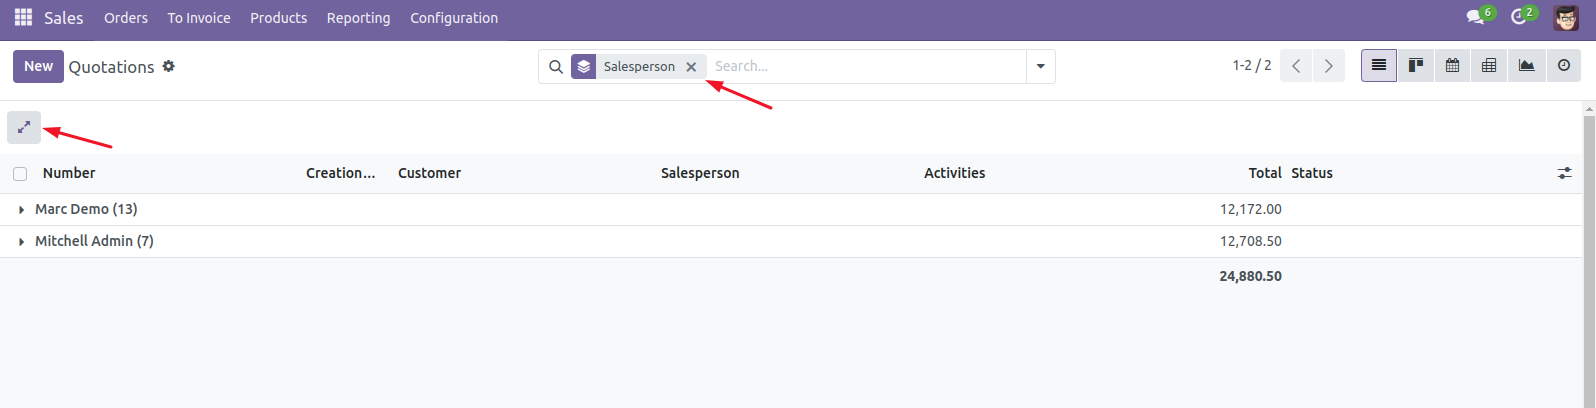 Sales Orders To Invoice Products Reporting Configuration 6 2
New Quotations Salesperson Search... 1-2 / 2
Number Creation... Customer Salesperson Activities Total Status
Marc Demo (13) 12,172.00
Mitchell Admin (7) 12,708.50
24,880.50